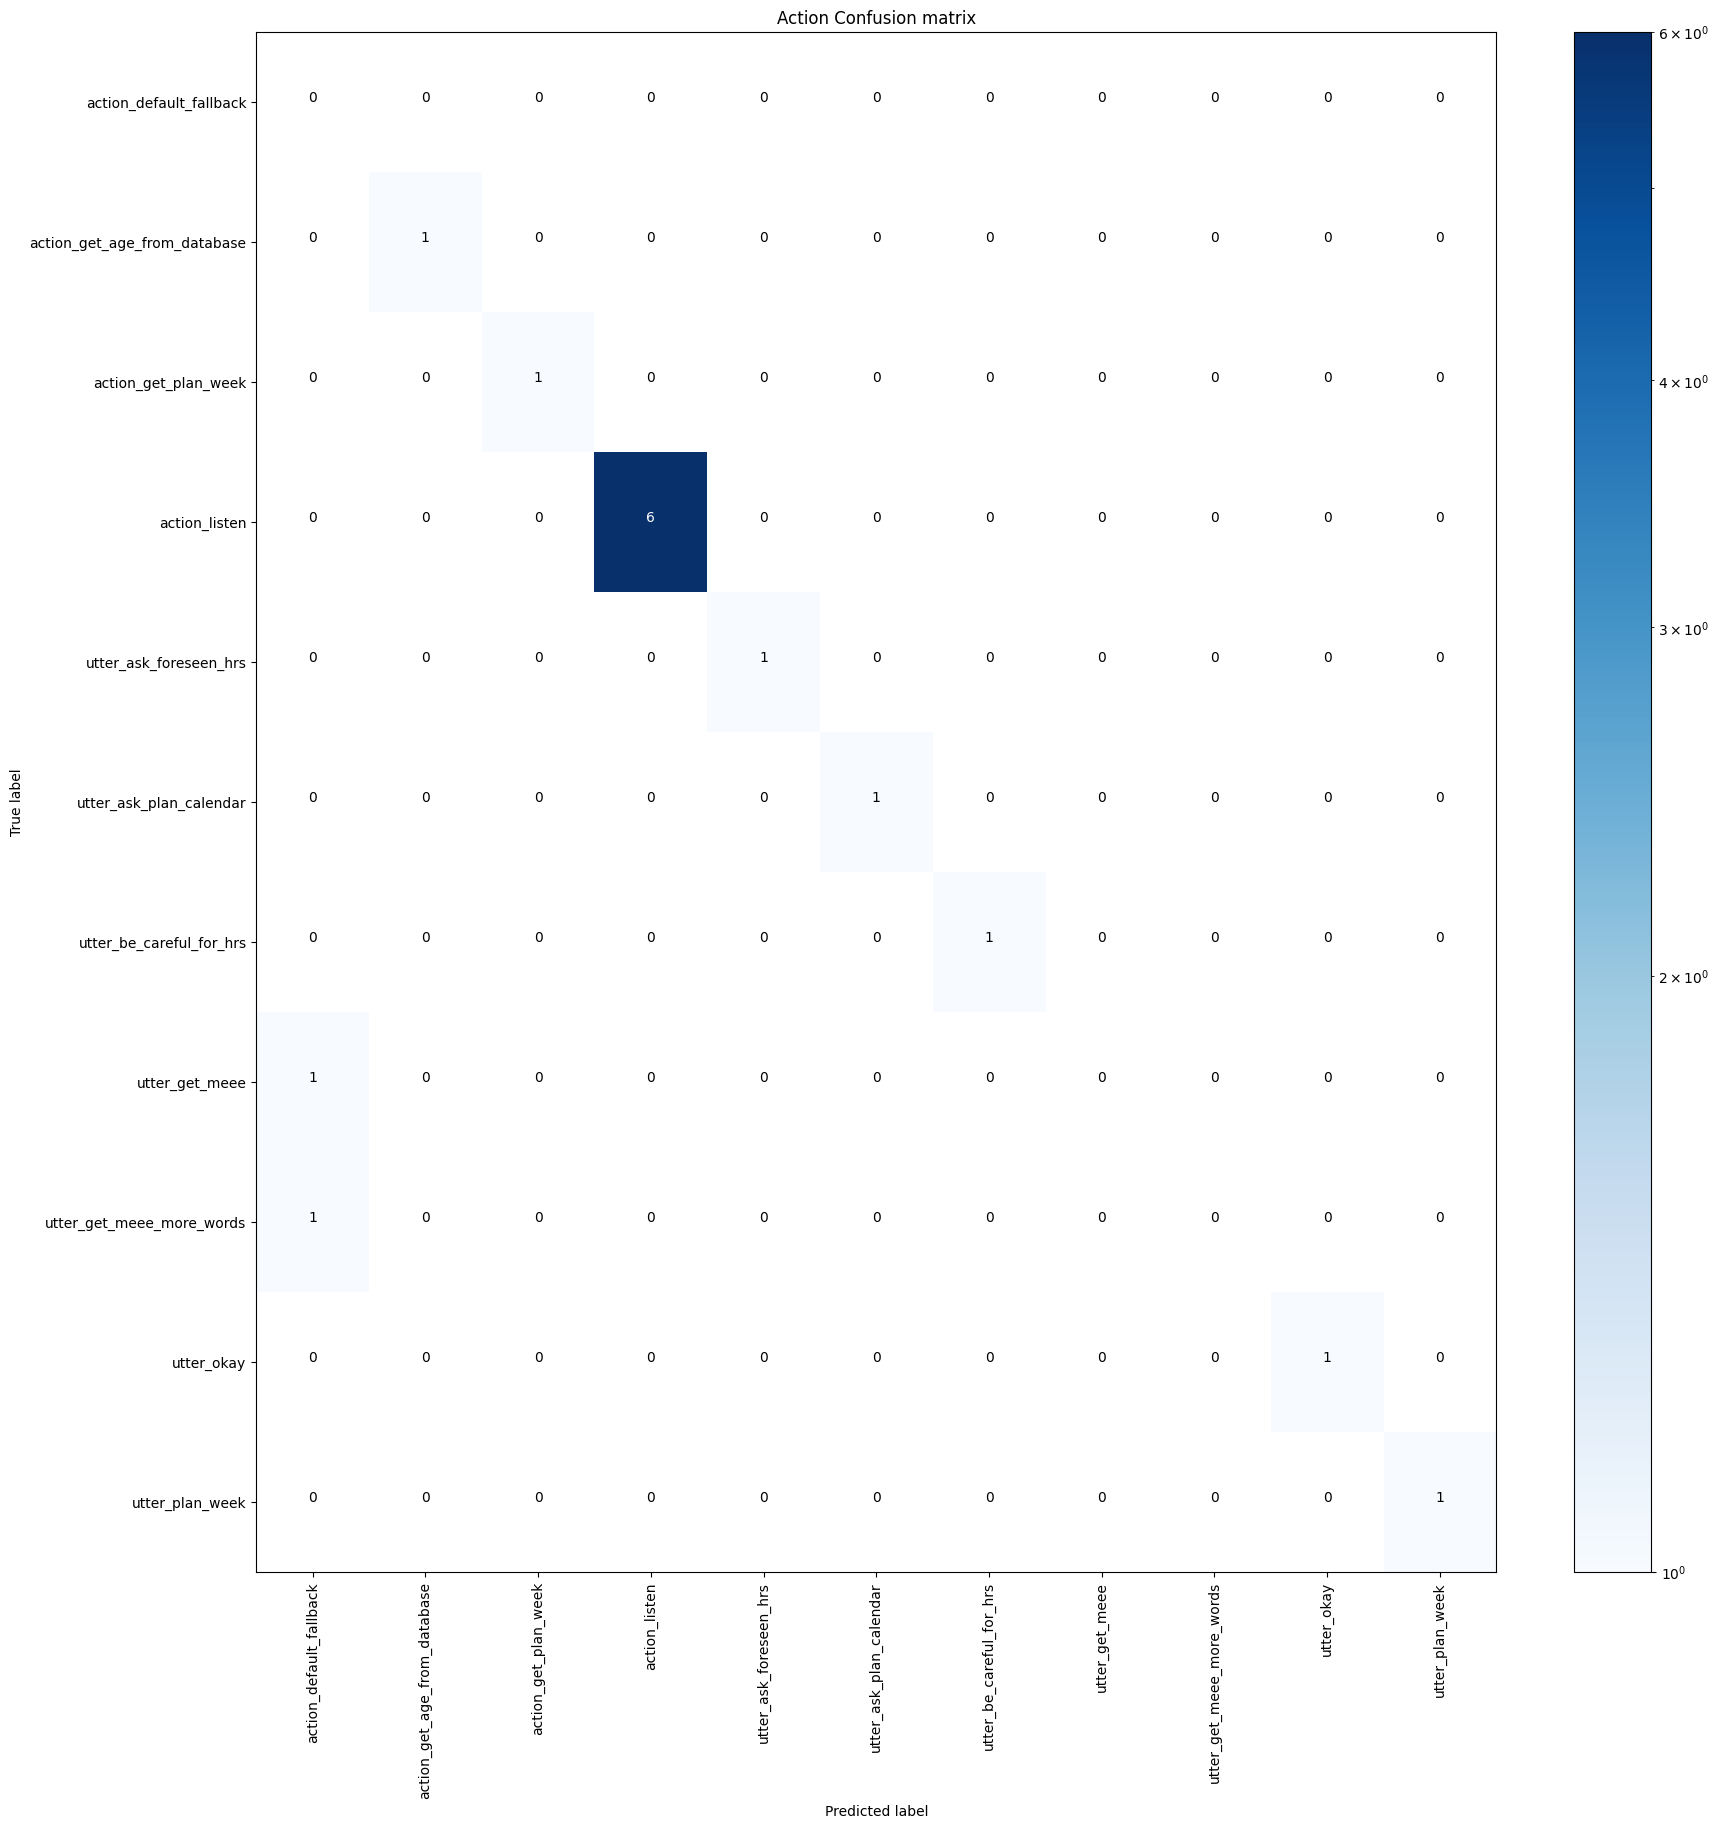 Action Confusion matrix
action_default_fallback 0 0 0 0 0 0 0 0 0 0 0
action_get_age_from_database 0 1 0 0 0 0 0 0 0 0 0
action_get_plan_week 0 0 1 0 0 0 0 0 0 0 0
action_listen 0 0 0 6 0 0 0 0 0 0 0
utter_ask_foreseen_hrs 0 0 0 0 1 0 0 0 0 0 0
utter_ask_plan_calendar 0 0 0 0 0 1 0 0 0 0 0
utter_be_careful_for_hrs 0 0 0 0 0 0 1 0 0 0 0
utter_get_meee 1 0 0 0 0 0 0 0 0 0 0
utter_get_meee_more_words 1 0 0 0 0 0 0 0 0 0 0
utter_okay 0 0 0 0 0 0 0 0 0 1 0
utter_plan_week 0 0 0 0 0 0 0 0 0 0 1
True label
action_default_fallback
action_get_age_from_database
action_get_plan_week
action_listen
utter_ask_foreseen_hrs
utter_ask_plan_calendar
utter_be_careful_for_hrs
utter_get_meee
utter_get_meee_more_words
utter_okay
utter_plan_week
Predicted label
6 × 10⁰
4 × 10⁰
3 × 10⁰
2 × 10⁰
10⁰